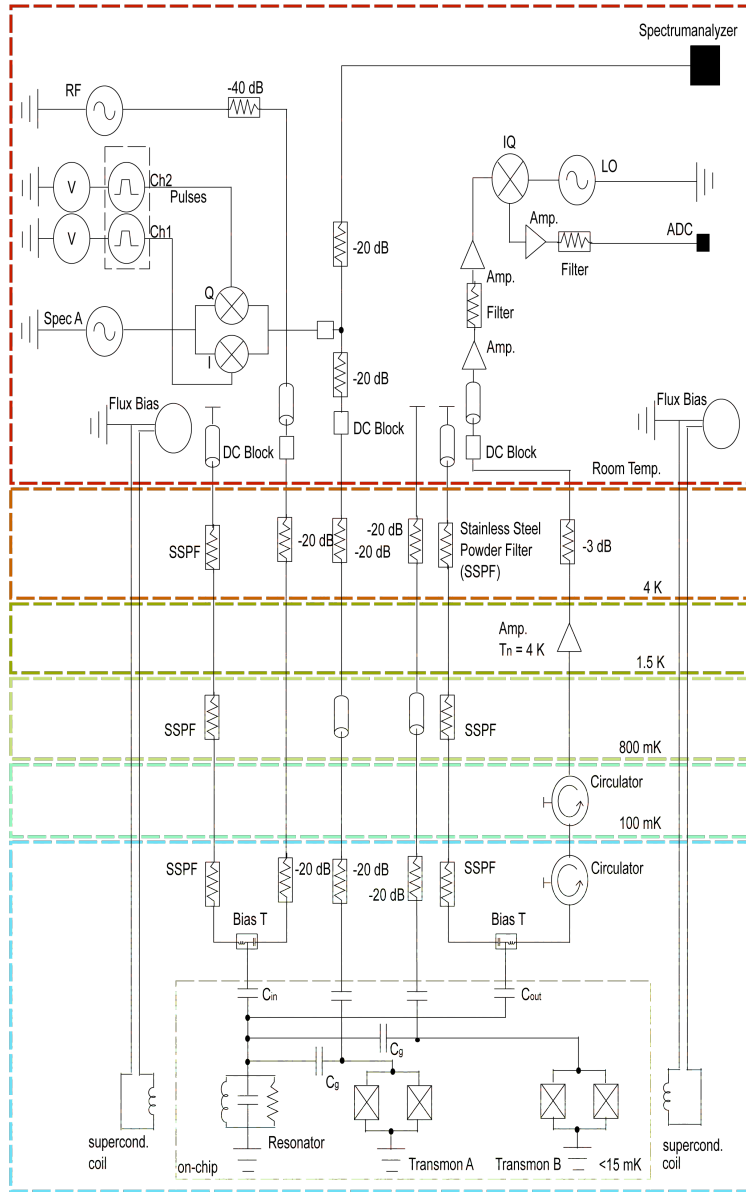 Spectrumanalyzer
RF
-40 dB
IQ
LO
Ch2
V
Pulses
Ch1
V
Amp.
ADC
-20 dB
Filter
Amp.
Q
Spec A
Filter
I
Amp.
-20 dB
Flux Bias
Flux Bias
DC Block
DC Block
DC Block
Room Temp.
SSPF
-20 dB
-20 dB
-20 dB
Stainless Steel
Powder Filter
(SSPF)
-3 dB
4 K
Amp.
Tn = 4 K
1.5 K
SSPF
SSPF
800 mK
Circulator
100 mK
SSPF
-20 dB
-20 dB
-20 dB
SSPF
Circulator
Bias T
Bias T
Cin
Cout
Cg
Cg
supercond.
coil
Resonator
on-chip
Transmon A
Transmon B
<15 mK
supercond.
coil